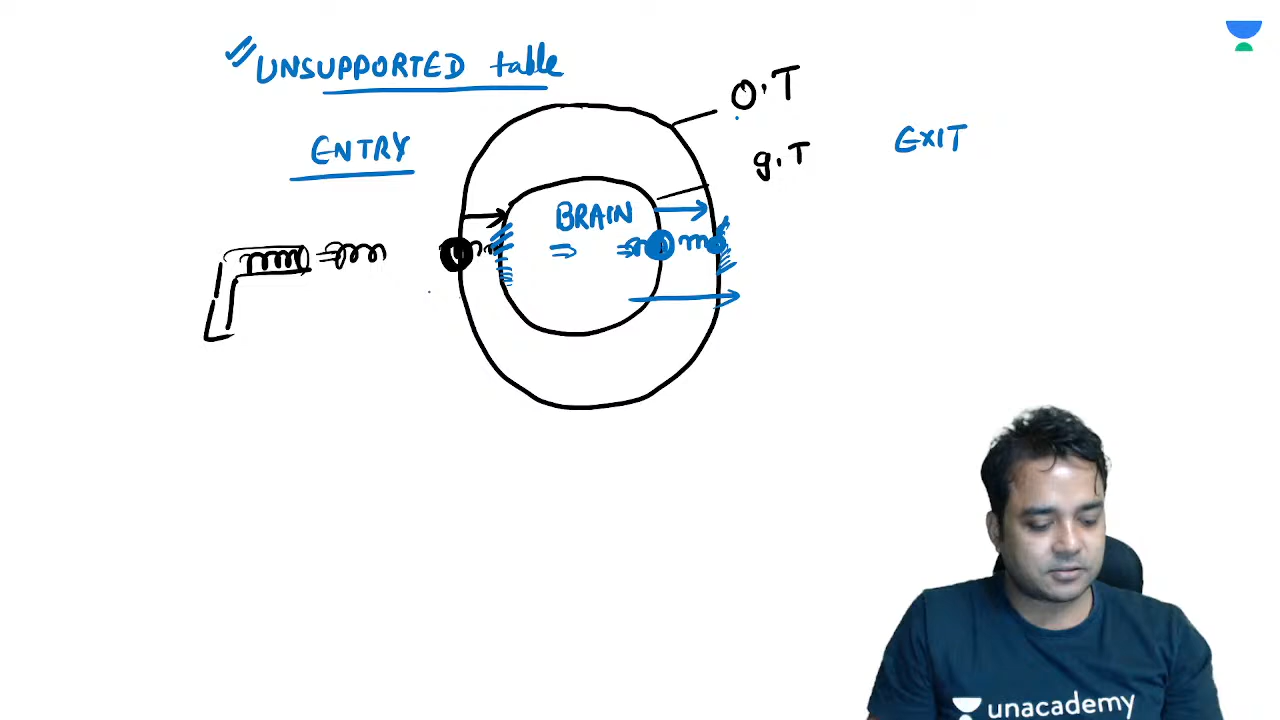 UNSUPPORTED table
O.T
ENTRY
EXIT
g.T
BRAIN
unacademy